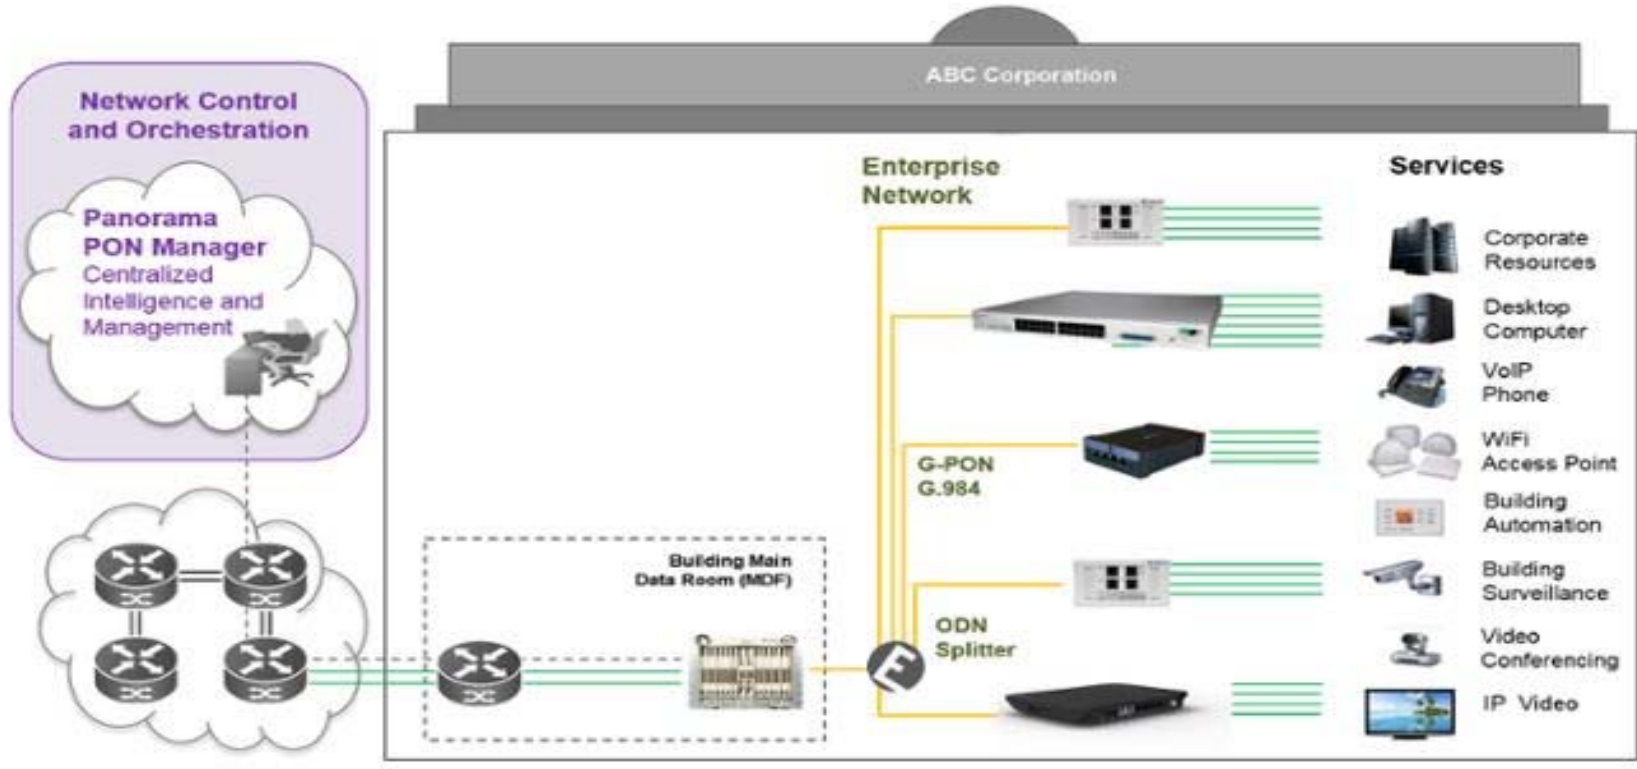 ABC Corporation
Network Control
and Orchestration
Panorama
PON Manager
Centralized
Intelligence and
Management
Enterprise
Network
Services
Corporate
Resources
Desktop
Computer
VoIP
Phone
G-PON
G.984
WiFi
Access Point
Building
Automation
Building Main
Data Room (MDF)
Building
Surveillance
ODN
Splitter
Video
Conferencing
IP Video